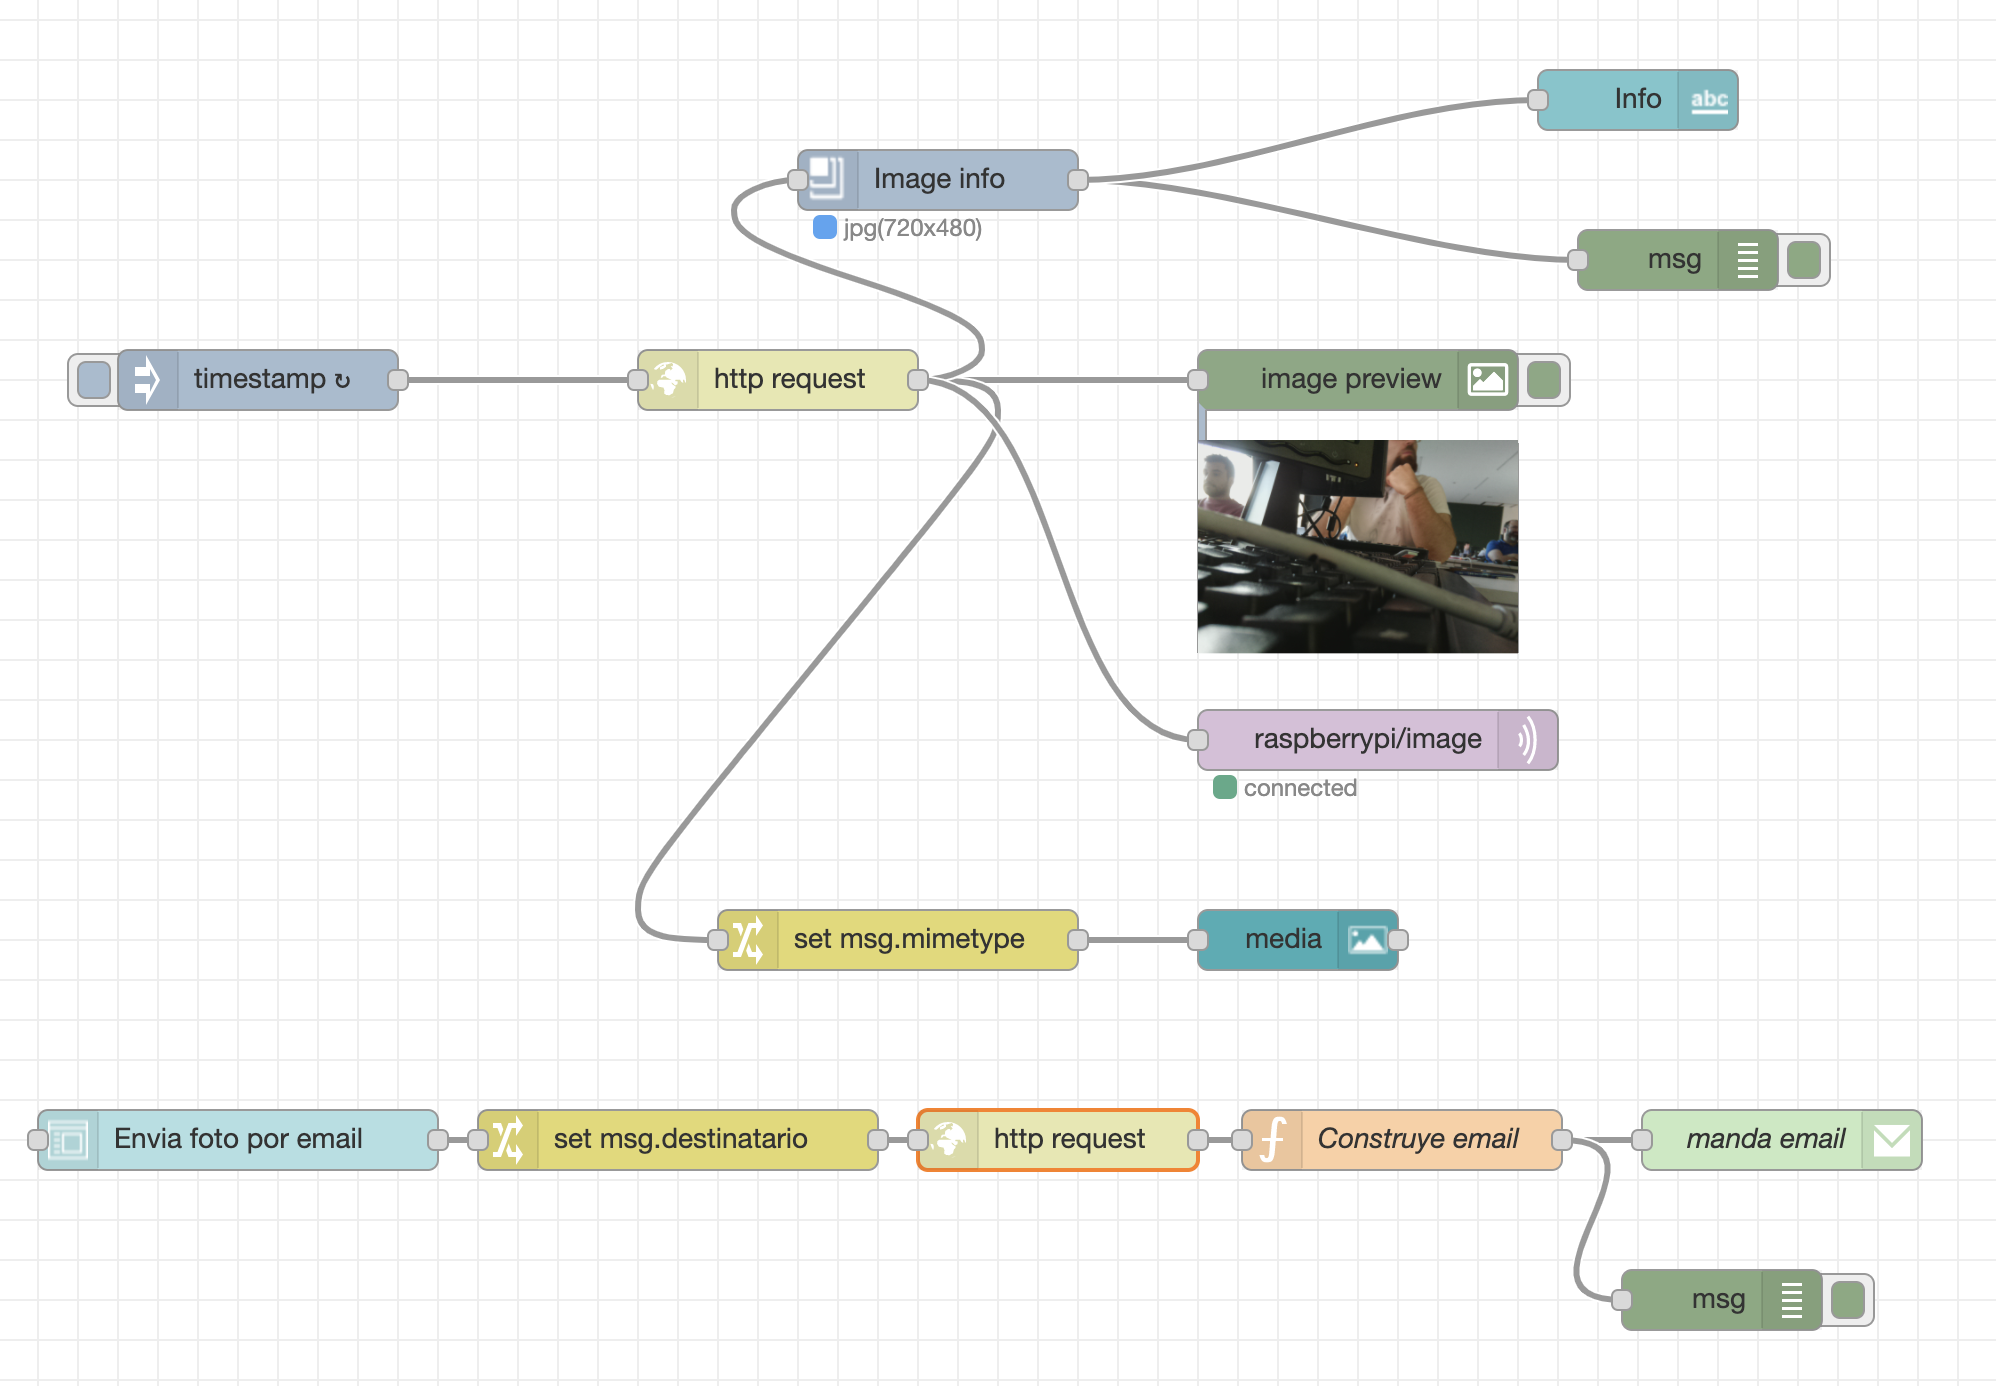 Info
abc
Image info
jpg(720x480)
msg
timestamp ↻
http request
image preview
raspberrypi/image
connected
set msg.mimetype
media
Envia foto por email
set msg.destinatario
http request
Construye email
manda email
msg